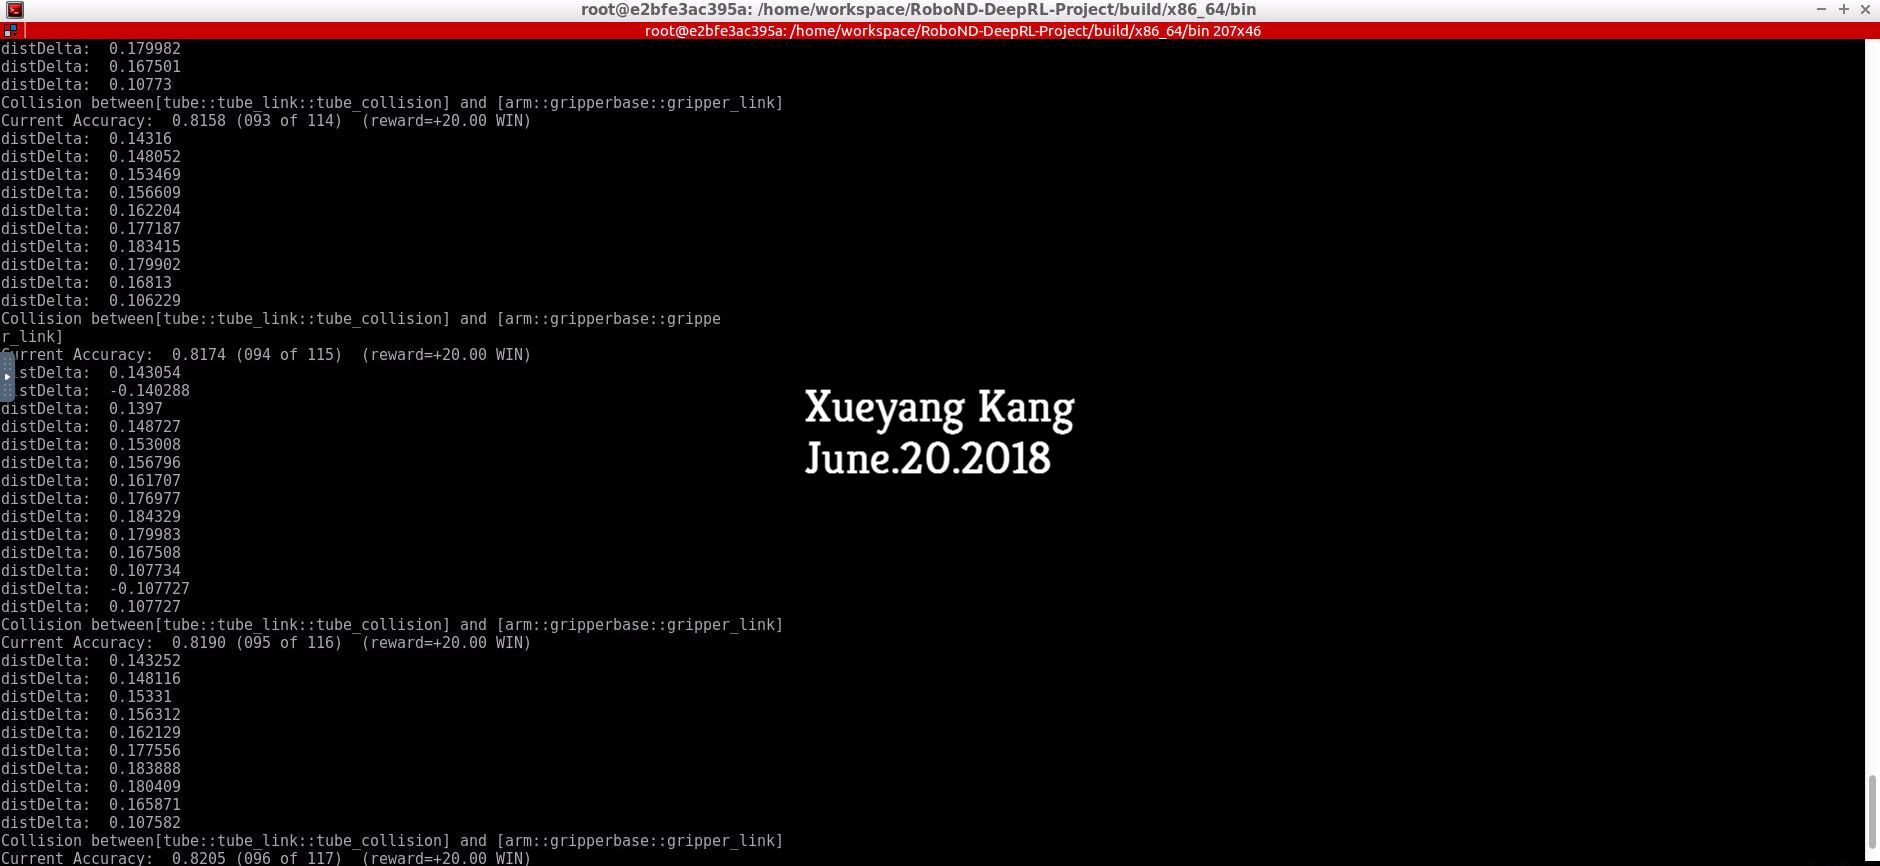 root@e2bfe3ac395a: /home/workspace/RoboND-DeepRL-Project/build/x86_64/bin
root@e2bfe3ac395a: /home/workspace/RoboND-DeepRL-Project/build/x86_64/bin 207x46
distDelta:  0.179982
distDelta:  0.167501
distDelta:  0.10773
Collision between[tube::tube_link::tube_collision] and [arm::gripperbase::gripper_link]
Current Accuracy:  0.8158 (093 of 114)  (reward=+20.00 WIN)
distDelta:  0.14316
distDelta:  0.148052
distDelta:  0.153469
distDelta:  0.156609
distDelta:  0.162204
distDelta:  0.177187
distDelta:  0.183415
distDelta:  0.179902
distDelta:  0.16813
distDelta:  0.106229
Collision between[tube::tube_link::tube_collision] and [arm::gripperbase::grippe
r_link]
Current Accuracy:  0.8174 (094 of 115)  (reward=+20.00 WIN)
distDelta:  0.143054
distDelta:  -0.140288
distDelta:  0.1397
distDelta:  0.148727
distDelta:  0.153008
distDelta:  0.156796
distDelta:  0.161707
distDelta:  0.176977
distDelta:  0.184329
distDelta:  0.179983
distDelta:  0.167508
distDelta:  0.107734
distDelta:  -0.107727
distDelta:  0.107727
Collision between[tube::tube_link::tube_collision] and [arm::gripperbase::gripper_link]
Current Accuracy:  0.8190 (095 of 116)  (reward=+20.00 WIN)
distDelta:  0.143252
distDelta:  0.148116
distDelta:  0.15331
distDelta:  0.156312
distDelta:  0.162129
distDelta:  0.177556
distDelta:  0.183888
distDelta:  0.180409
distDelta:  0.165871
distDelta:  0.107582
Collision between[tube::tube_link::tube_collision] and [arm::gripperbase::gripper_link]
Current Accuracy:  0.8205 (096 of 117)  (reward=+20.00 WIN)
Xueyang Kang
June.20.2018